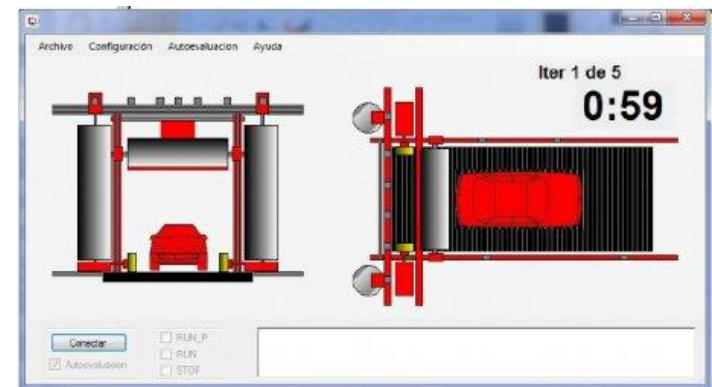 Archivo Configuración Autoevaluacion Ayuda
Iter 1 de 5
0:59
Conectar
Autoevaluacion
RUN_P
RUN
STOP